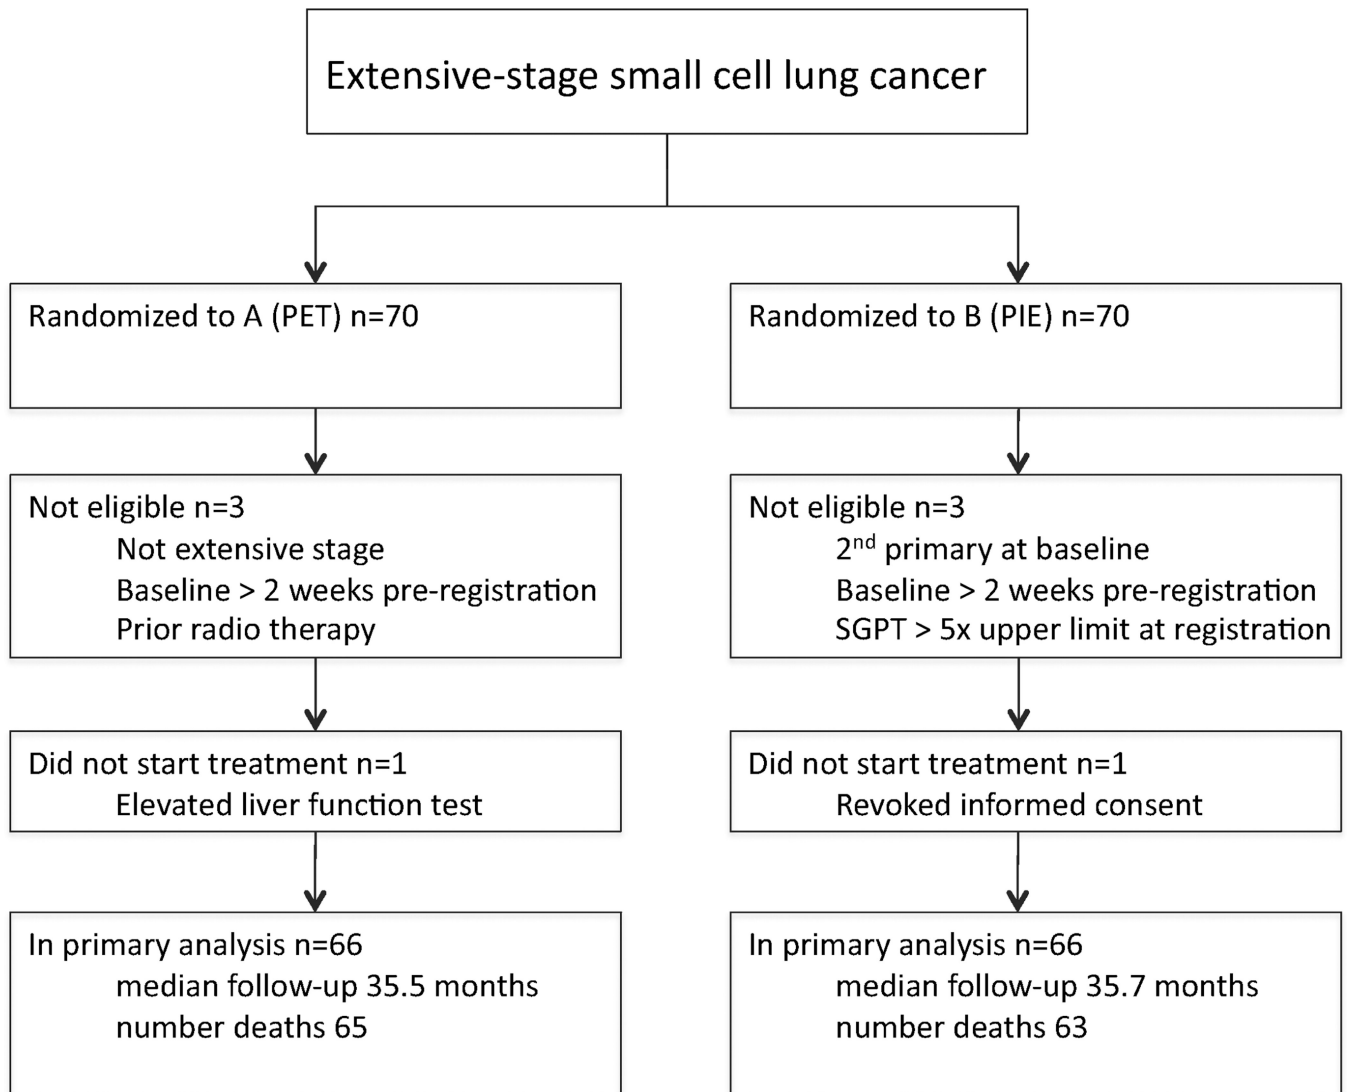 Extensive-stage small cell lung cancer
Randomized to A (PET) n=70
Not eligible n=3
Not extensive stage
Baseline > 2 weeks pre-registration
Prior radio therapy
Did not start treatment n=1
Elevated liver function test
In primary analysis n=66
median follow-up 35.5 months
number deaths 65
Randomized to B (PIE) n=70
Not eligible n=3
2nd primary at baseline
Baseline > 2 weeks pre-registration
SGPT > 5x upper limit at registration
Did not start treatment n=1
Revoked informed consent
In primary analysis n=66
median follow-up 35.7 months
number deaths 63